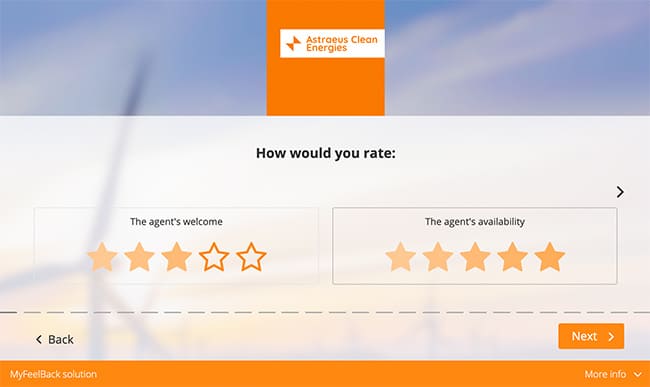 Astraeus Clean
Energies
How would you rate:
The agent's welcome
The agent's availability
Back
Next
MyFeelBack solution
More info